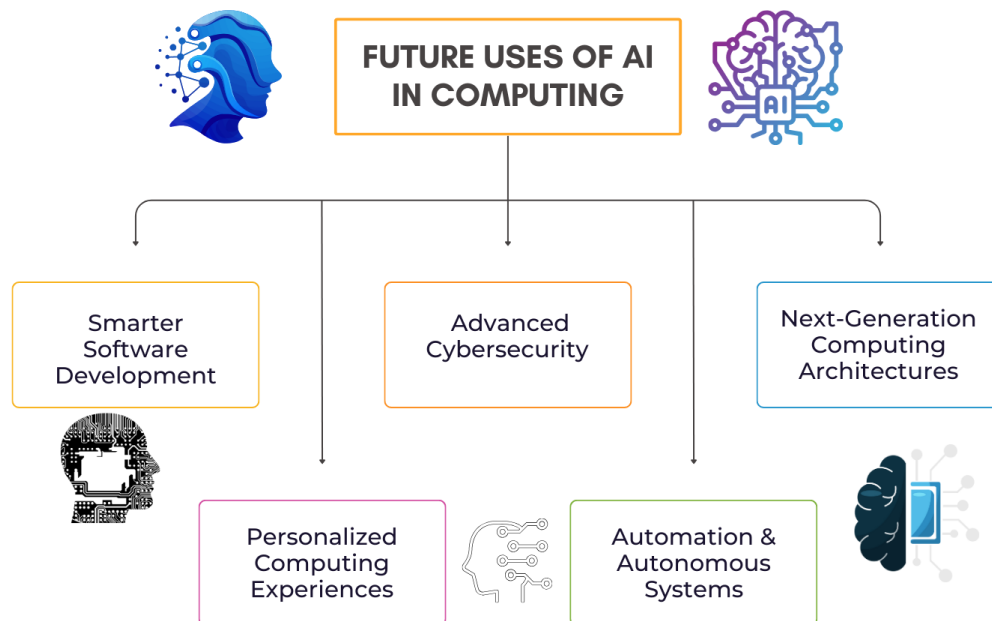 FUTURE USES OF AI
IN COMPUTING
AI
Smarter
Software
Development
Advanced
Cybersecurity
Next-Generation
Computing
Architectures
Personalized
Computing
Experiences
Automation &
Autonomous
Systems